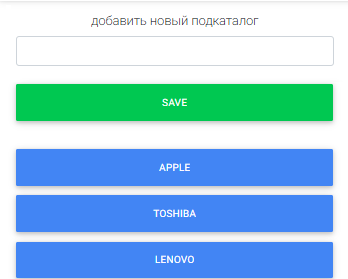 добавить новый подкаталог
SAVE
APPLE
TOSHIBA
LENOVO